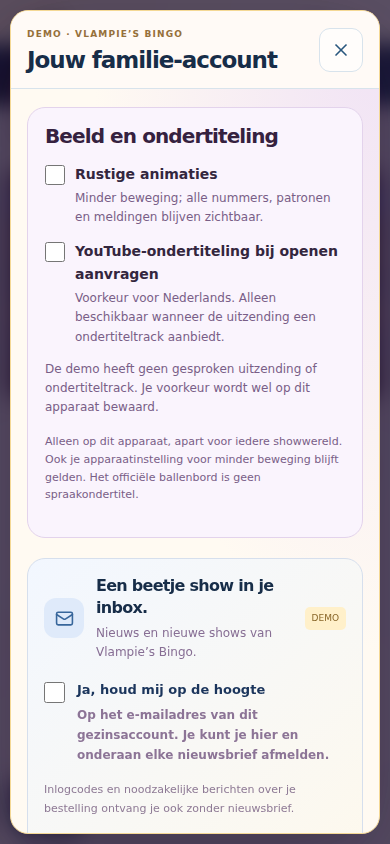 DEMO · VLAMPIE’S BINGO
Jouw familie-account
Beeld en ondertiteling
Rustige animaties
Minder beweging; alle nummers, patronen
en meldingen blijven zichtbaar.
YouTube-ondertiteling bij openen
aanvragen
Voorkeur voor Nederlands. Alleen
beschikbaar wanneer de uitzending een
ondertiteltrack aanbiedt.
De demo heeft geen gesproken uitzending of
ondertiteltrack. Je voorkeur wordt wel op dit
apparaat bewaard.
Alleen op dit apparaat, apart voor iedere showwereld.
Ook je apparaatinstelling voor minder beweging blijft
gelden. Het officiële ballenbord is geen
spraakondertitel.
Een beetje show in je
inbox.
Nieuws en nieuwe shows van
Vlampie’s Bingo.
DEMO
Ja, houd mij op de hoogte
Op het e-mailadres van dit
gezinsaccount. Je kunt je hier en
onderaan elke nieuwsbrief afmelden.
Inlogcodes en noodzakelijke berichten over je
bestelling ontvang je ook zonder nieuwsbrief.